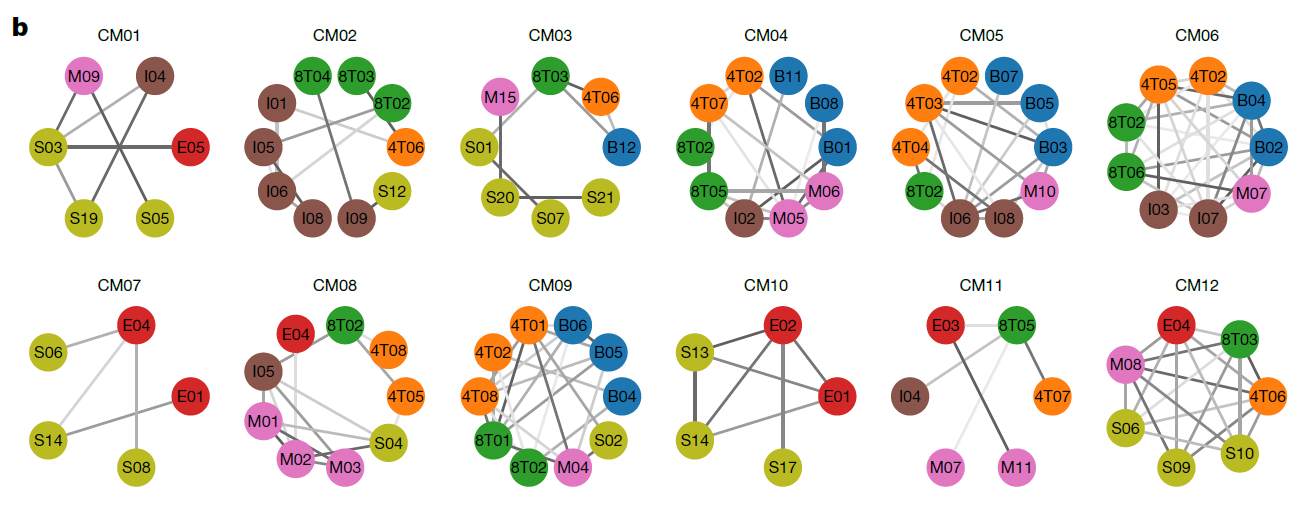 b
CM01 CM02 CM03 CM04 CM05 CM06
M09 I04 S03 E05 S19 S05
8T04 8T03 I01 8T02 I05 4T06 I06 S12 I08 I09
8T03 M15 4T06 S01 B12 S20 S21 S07
4T02 B11 4T07 B08 8T02 B01 8T05 M06 I02 M05
4T02 B07 4T03 B05 4T04 B03 8T02 M10 I06 I08
4T05 4T02 B04 8T02 B02 8T06 M07 I03 I07
CM07 CM08 CM09 CM10 CM11 CM12
E04 S06 E01 S14 S08
E04 8T02 4T08 I05 4T05 M01 S04 M02 M03
4T01 B06 4T02 B05 4T08 B04 8T01 S02 8T02 M04
E02 S13 E01 S14 S17
E03 8T05 I04 4T07 M07 M11
E04 8T03 M08 4T06 S06 S10 S09